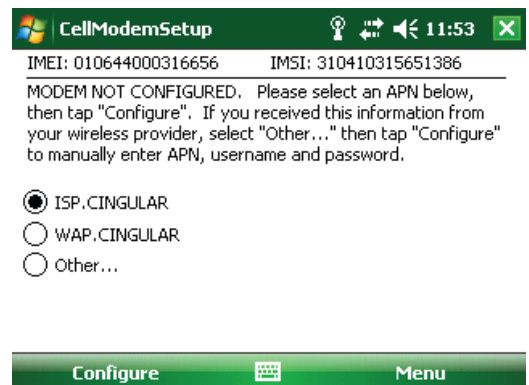 CellModemSetup 11:53
IMEI: 010644000316656 IMSI: 310410315651386
MODEM NOT CONFIGURED. Please select an APN below,
then tap "Configure". If you received this information from
your wireless provider, select "Other..." then tap "Configure"
to manually enter APN, username and password.
ISP.CINGULAR
WAP.CINGULAR
Other...
Configure Menu